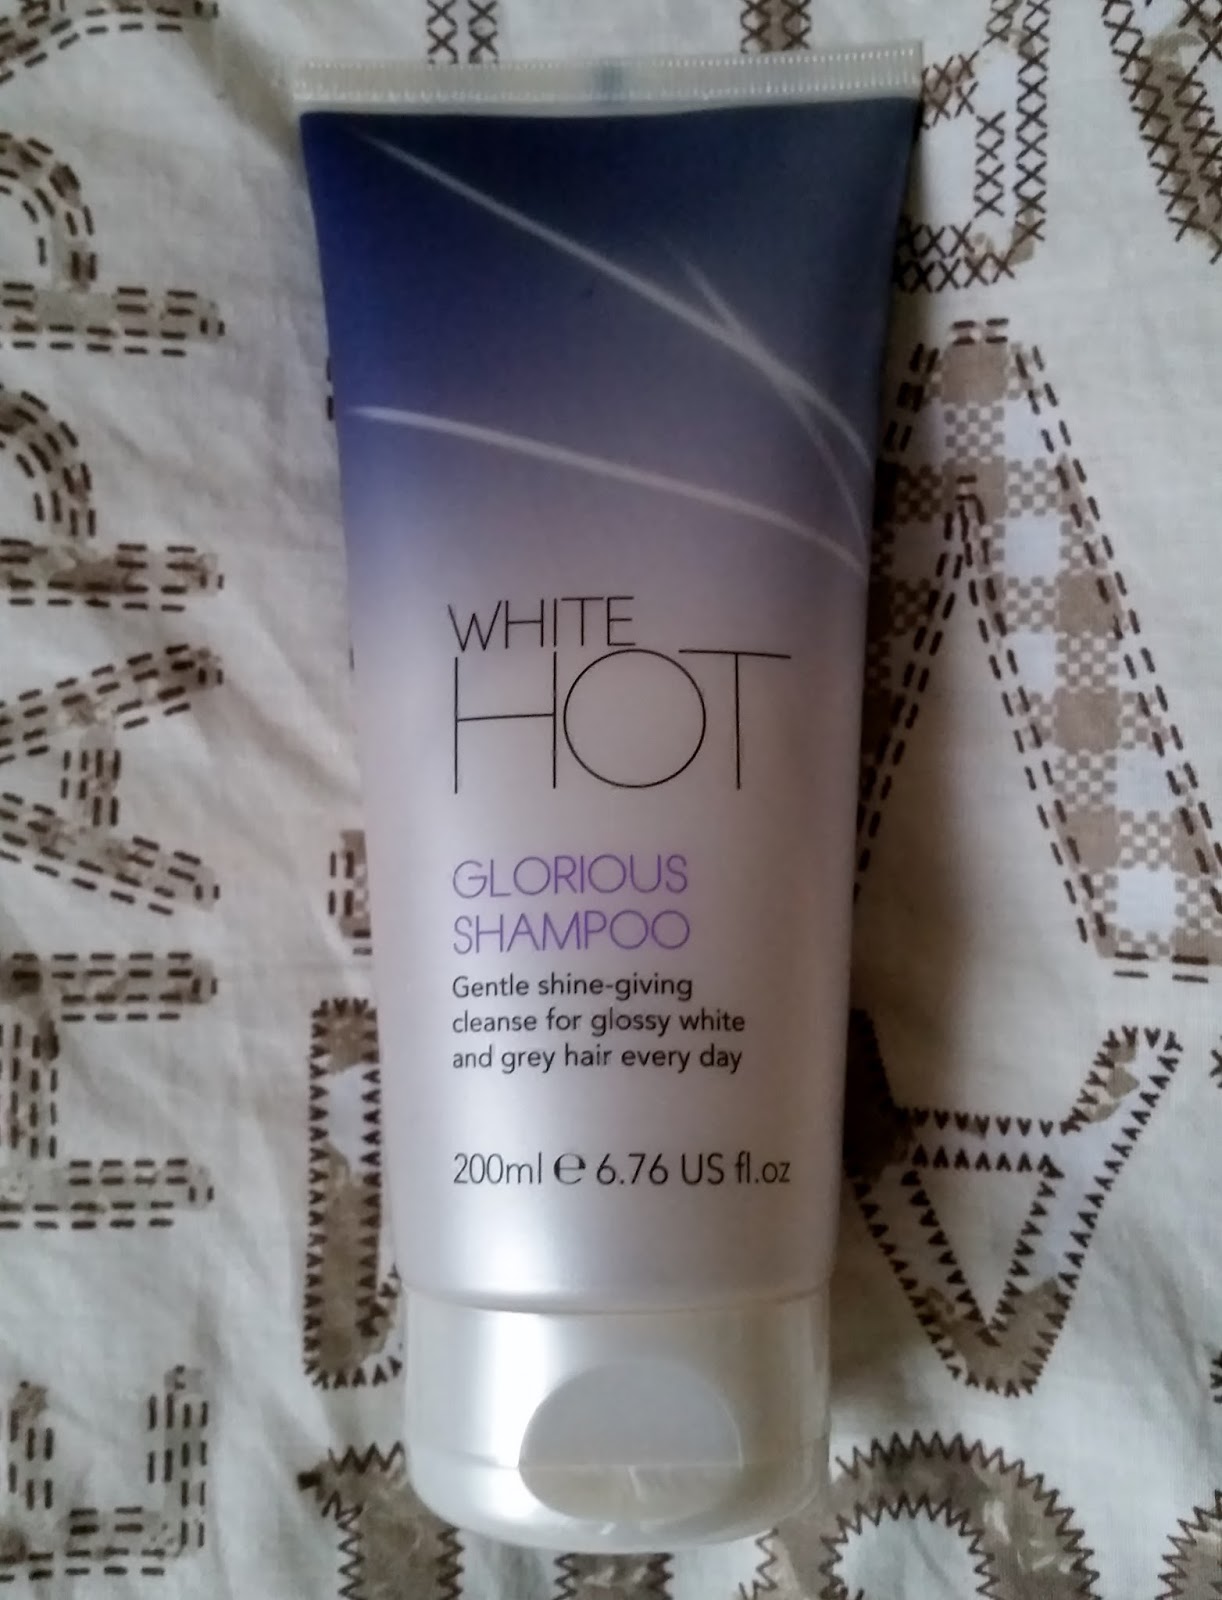 WHITE
HOT
GLORIOUS
SHAMPOO
Gentle shine-giving
cleanse for glossy white
and grey hair every day
200ml ℮ 6.76 US fl.oz